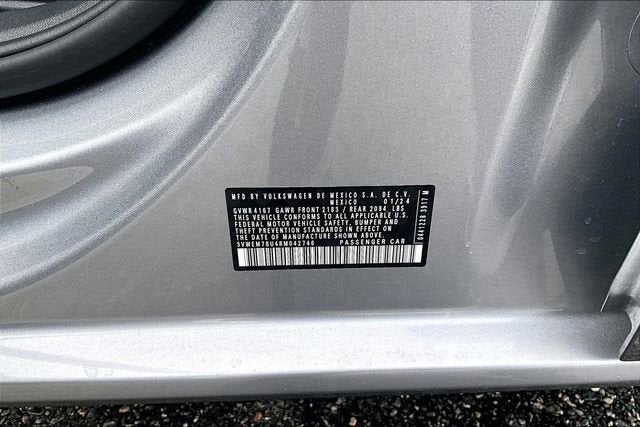 MFD BY VOLKSWAGEN DE MEXICO S.A. DE C.V.
MEXICO 01/24
GVWR 4167 GAWR FRONT 2183 / REAR 2094 LBS
THIS VEHICLE CONFORMS TO ALL APPLICABLE U.S.
FEDERAL MOTOR VEHICLE SAFETY, BUMPER AND
THEFT PREVENTION STANDARDS IN EFFECT ON
THE DATE OF MANUFACTURE SHOWN ABOVE
3VWEM7BU4RM042746 PASSENGER CAR
3017 M